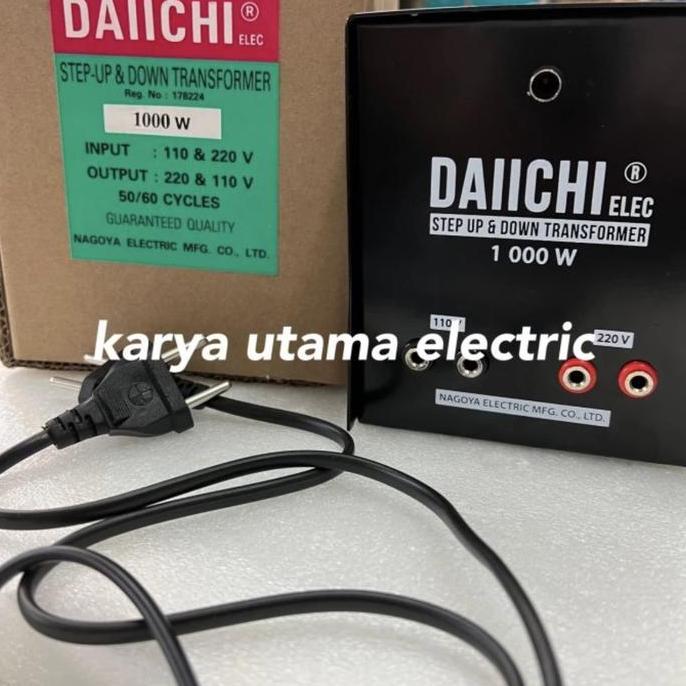 DAIICHI ® ELEC
STEP-UP & DOWN TRANSFORMER
Reg. No : 178224
1000 W
INPUT : 110 & 220 V
OUTPUT : 220 & 110 V
50/60 CYCLES
GUARANTEED QUALITY
NAGOYA ELECTRIC MFG. CO., LTD.
DAIICHI ® ELEC
STEP UP & DOWN TRANSFORMER
1 000 W
110 V
220 V
NAGOYA ELECTRIC MFG. CO., LTD.
karya utama electric